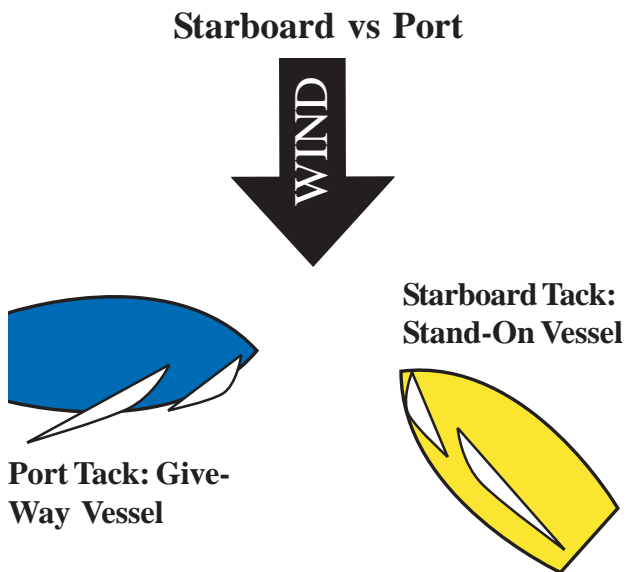 Starboard vs Port
WIND
Starboard Tack:
Stand-On Vessel
Port Tack: Give-
Way Vessel